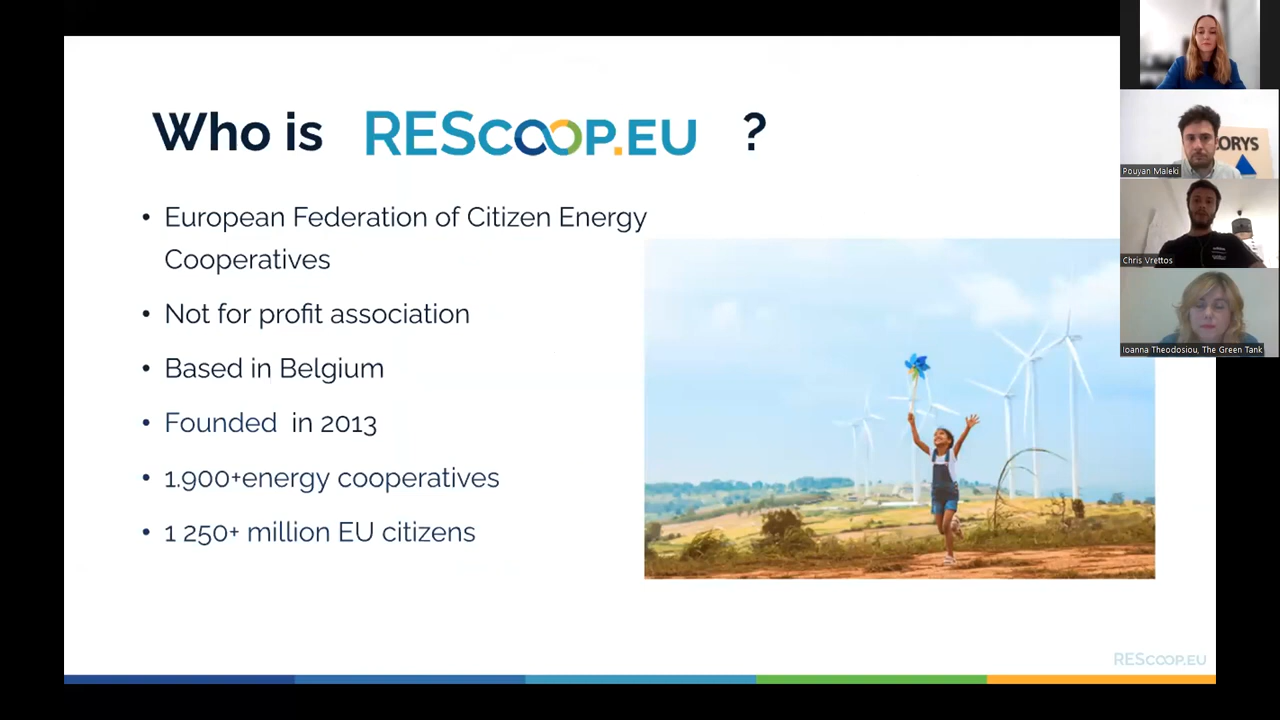 Who is REScoop.EU ?
• European Federation of Citizen Energy
Cooperatives
• Not for profit association
• Based in Belgium
• Founded in 2013
• 1.900+energy cooperatives
• 1 250+ million EU citizens
REScoop.EU
ORYS
Pouyan Maleki
Chris Vrettos
Ioanna Theodosiou, The Green Tank